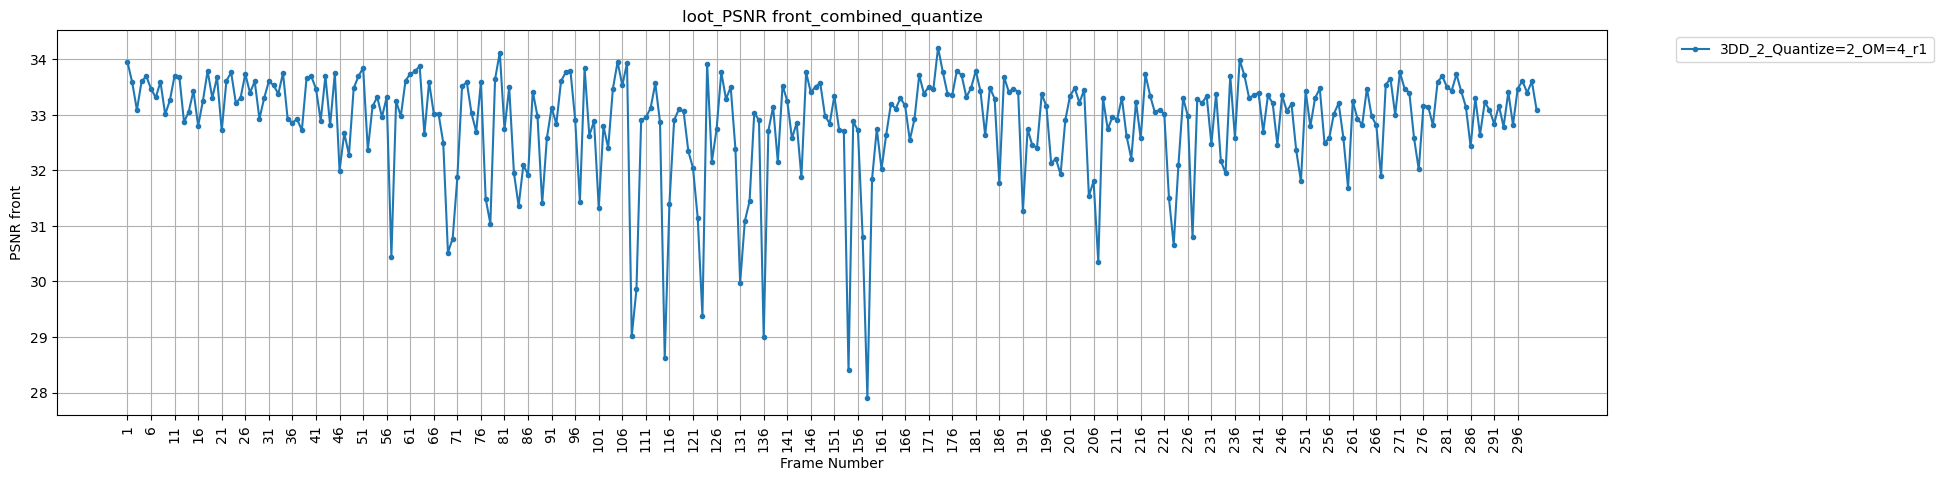 loot_PSNR front_combined_quantize
3DD_2_Quantize=2_OM=4_r1
PSNR front
34
33
32
31
30
29
28
1 6 11 16 21 26 31 36 41 46 51 56 61 66 71 76 81 86 91 96 101 106 111 116 121 126 131 136 141 146 151 156 161 166 171 176 181 186 191 196 201 206 211 216 221 226 231 236 241 246 251 256 261 266 271 276 281 286 291 296
Frame Number